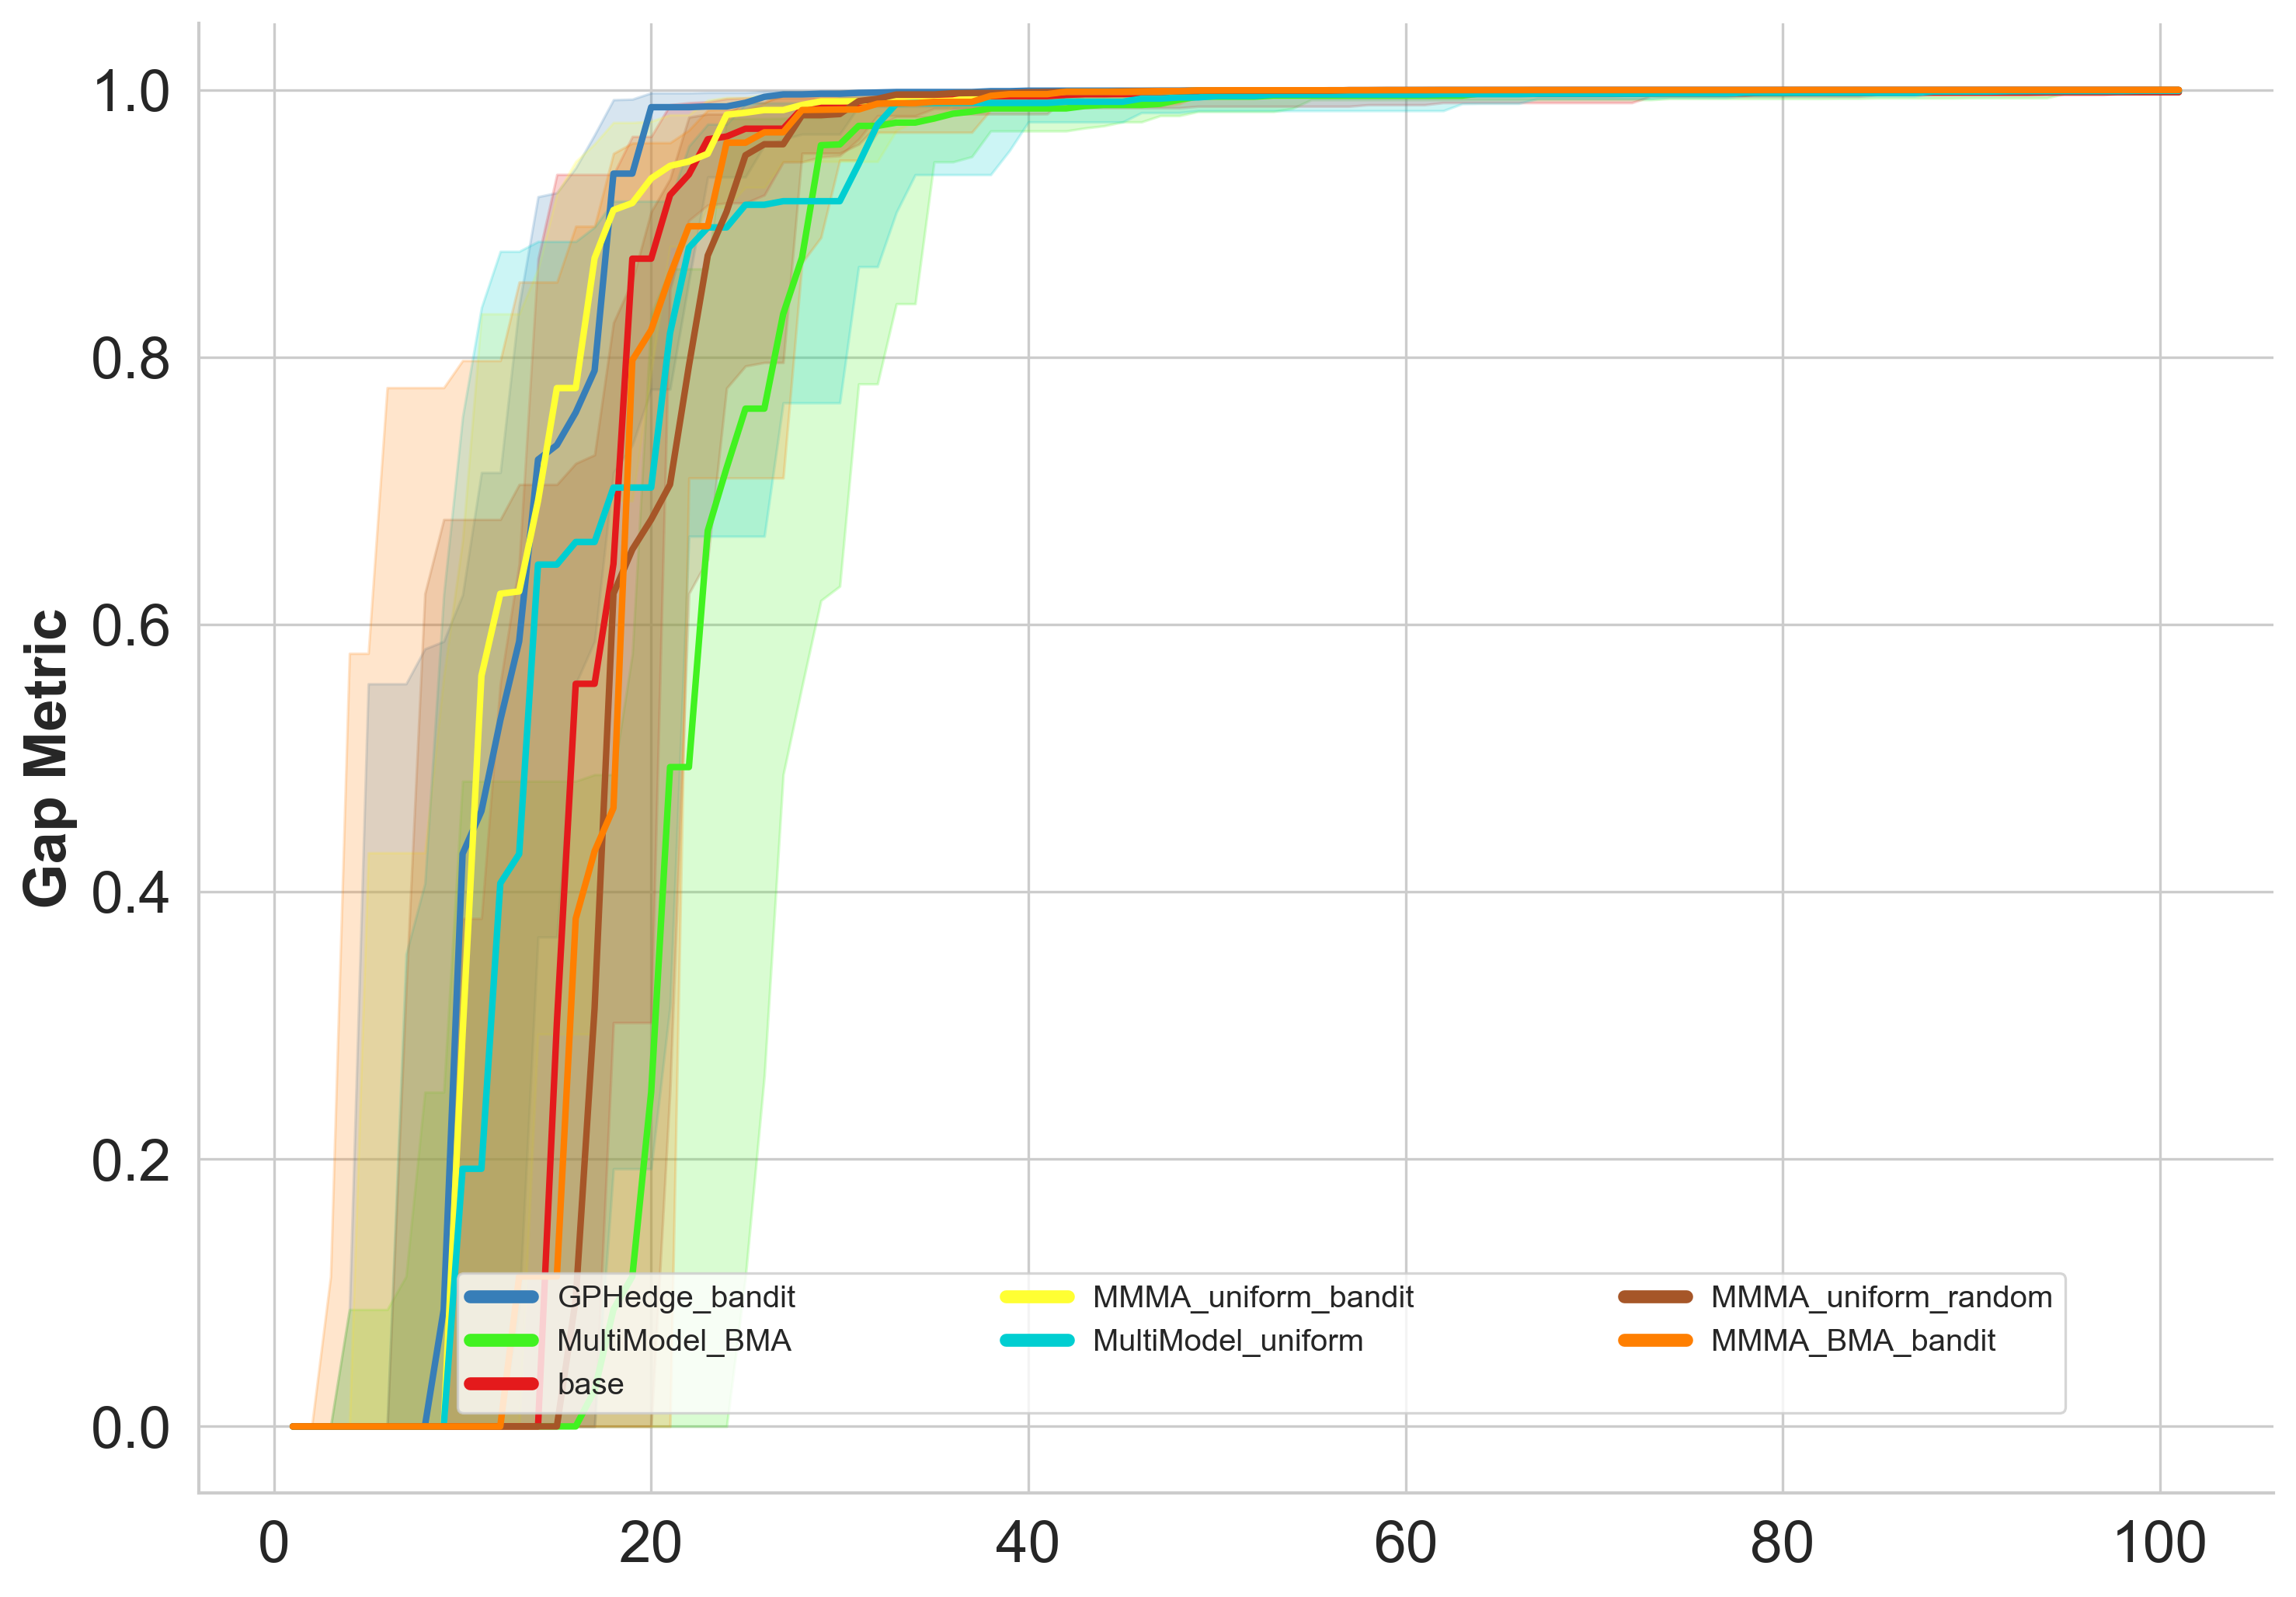 Gap Metric
1.0
0.8
0.6
0.4
0.2
0.0
GPHedge_bandit
MultiModel_BMA
base
MMMA_uniform_bandit
MultiModel_uniform
MMMA_uniform_random
MMMA_BMA_bandit
0 20 40 60 80 100